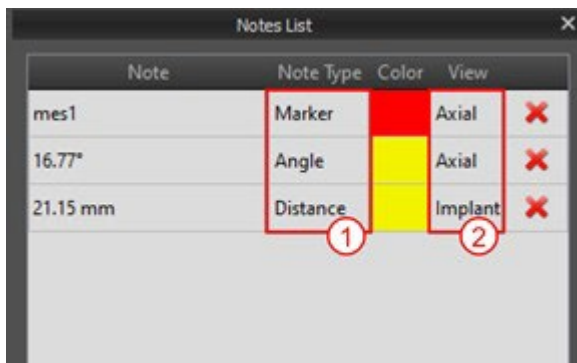 Notes List ×
Note Note Type Color View
mes1 Marker Axial
16.77° Angle Axial
21.15 mm Distance Implant
1 2